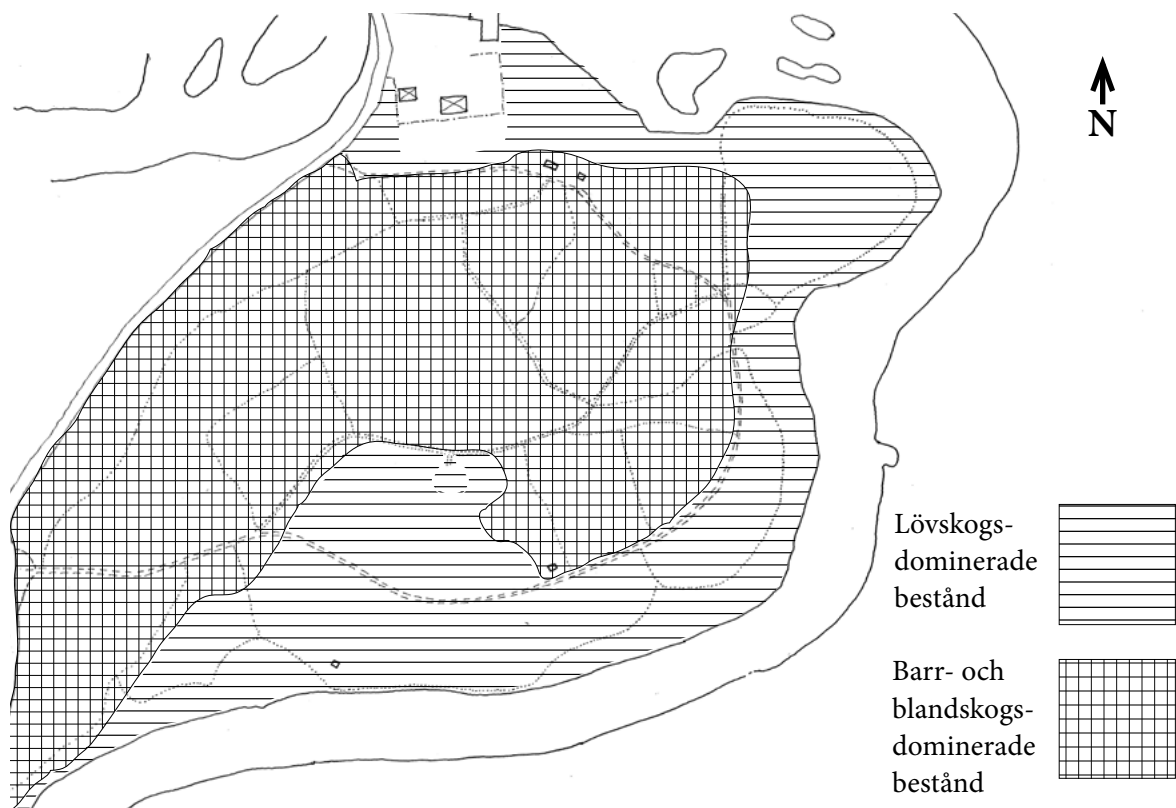 N
Lövskogs-
dominerade
bestånd
Barr- och
blandskogs-
dominerade
bestånd